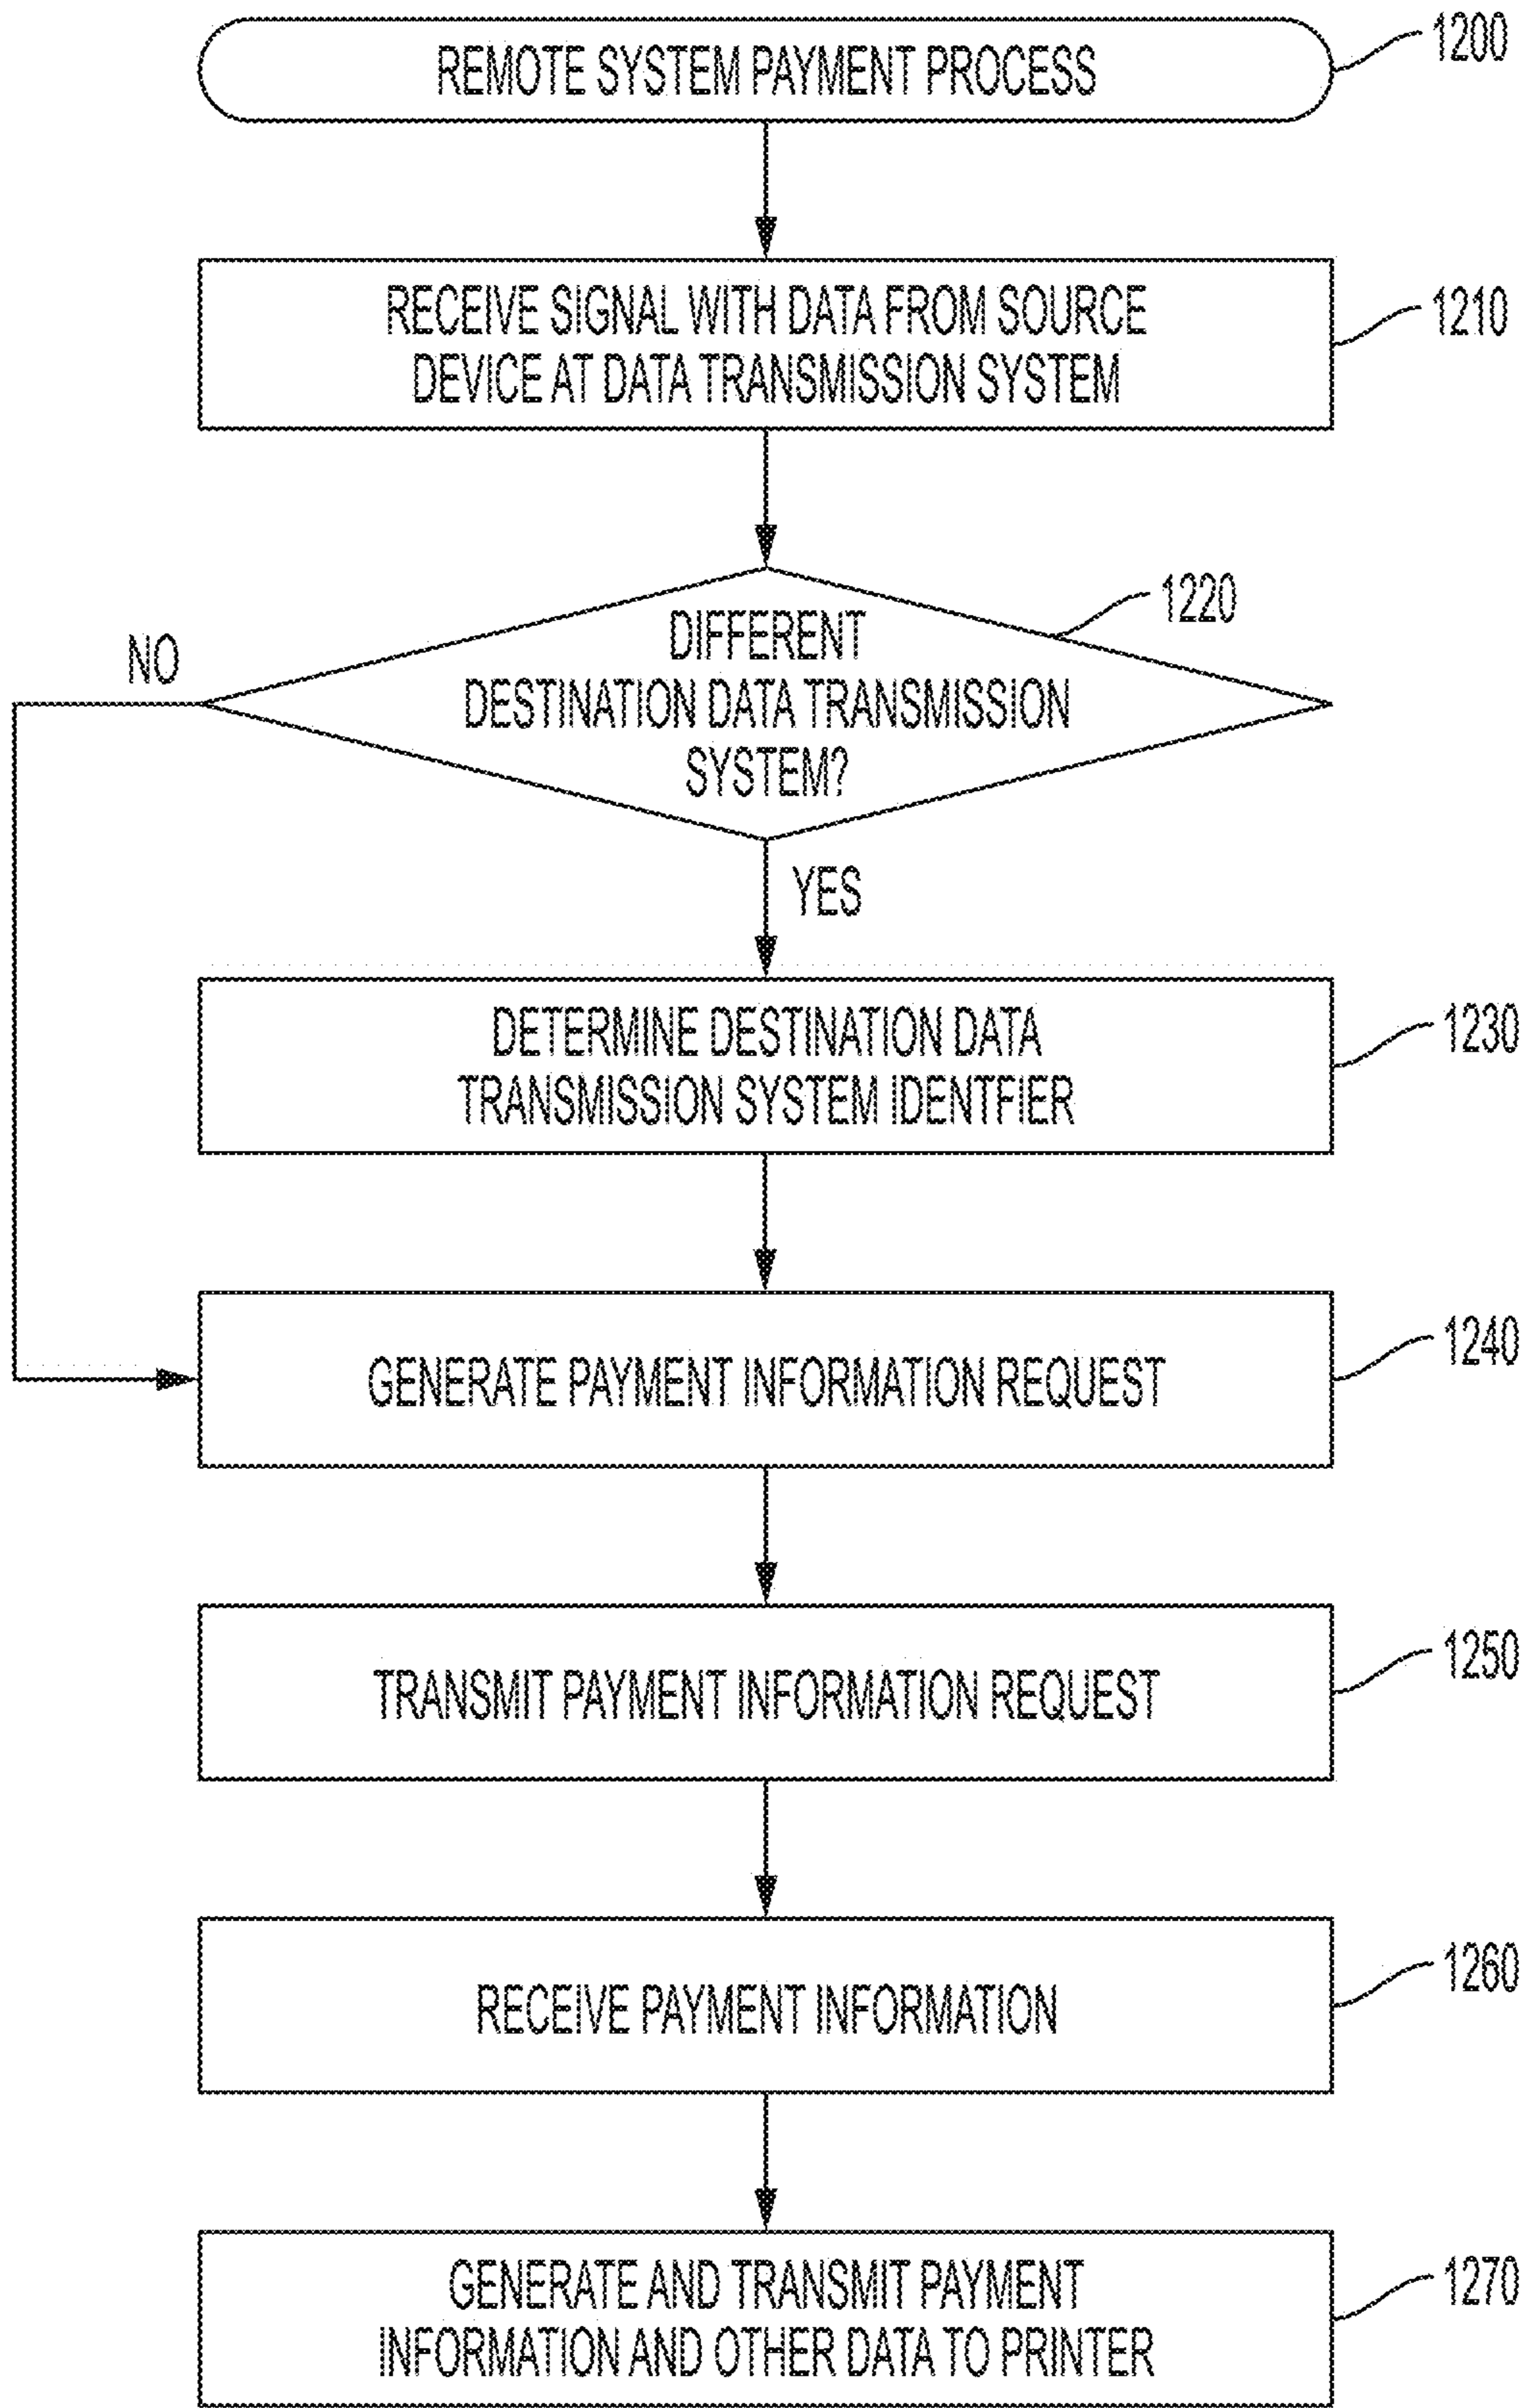 REMOTE SYSTEM PAYMENT PROCESS
1200
RECEIVE SIGNAL WITH DATA FROM SOURCE
DEVICE AT DATA TRANSMISSION SYSTEM
1210
DIFFERENT
DESTINATION DATA TRANSMISSION
SYSTEM?
1220
NO
YES
DETERMINE DESTINATION DATA
TRANSMISSION SYSTEM IDENTFIER
1230
GENERATE PAYMENT INFORMATION REQUEST
1240
TRANSMIT PAYMENT INFORMATION REQUEST
1250
RECEIVE PAYMENT INFORMATION
1260
GENERATE AND TRANSMIT PAYMENT
INFORMATION AND OTHER DATA TO PRINTER
1270